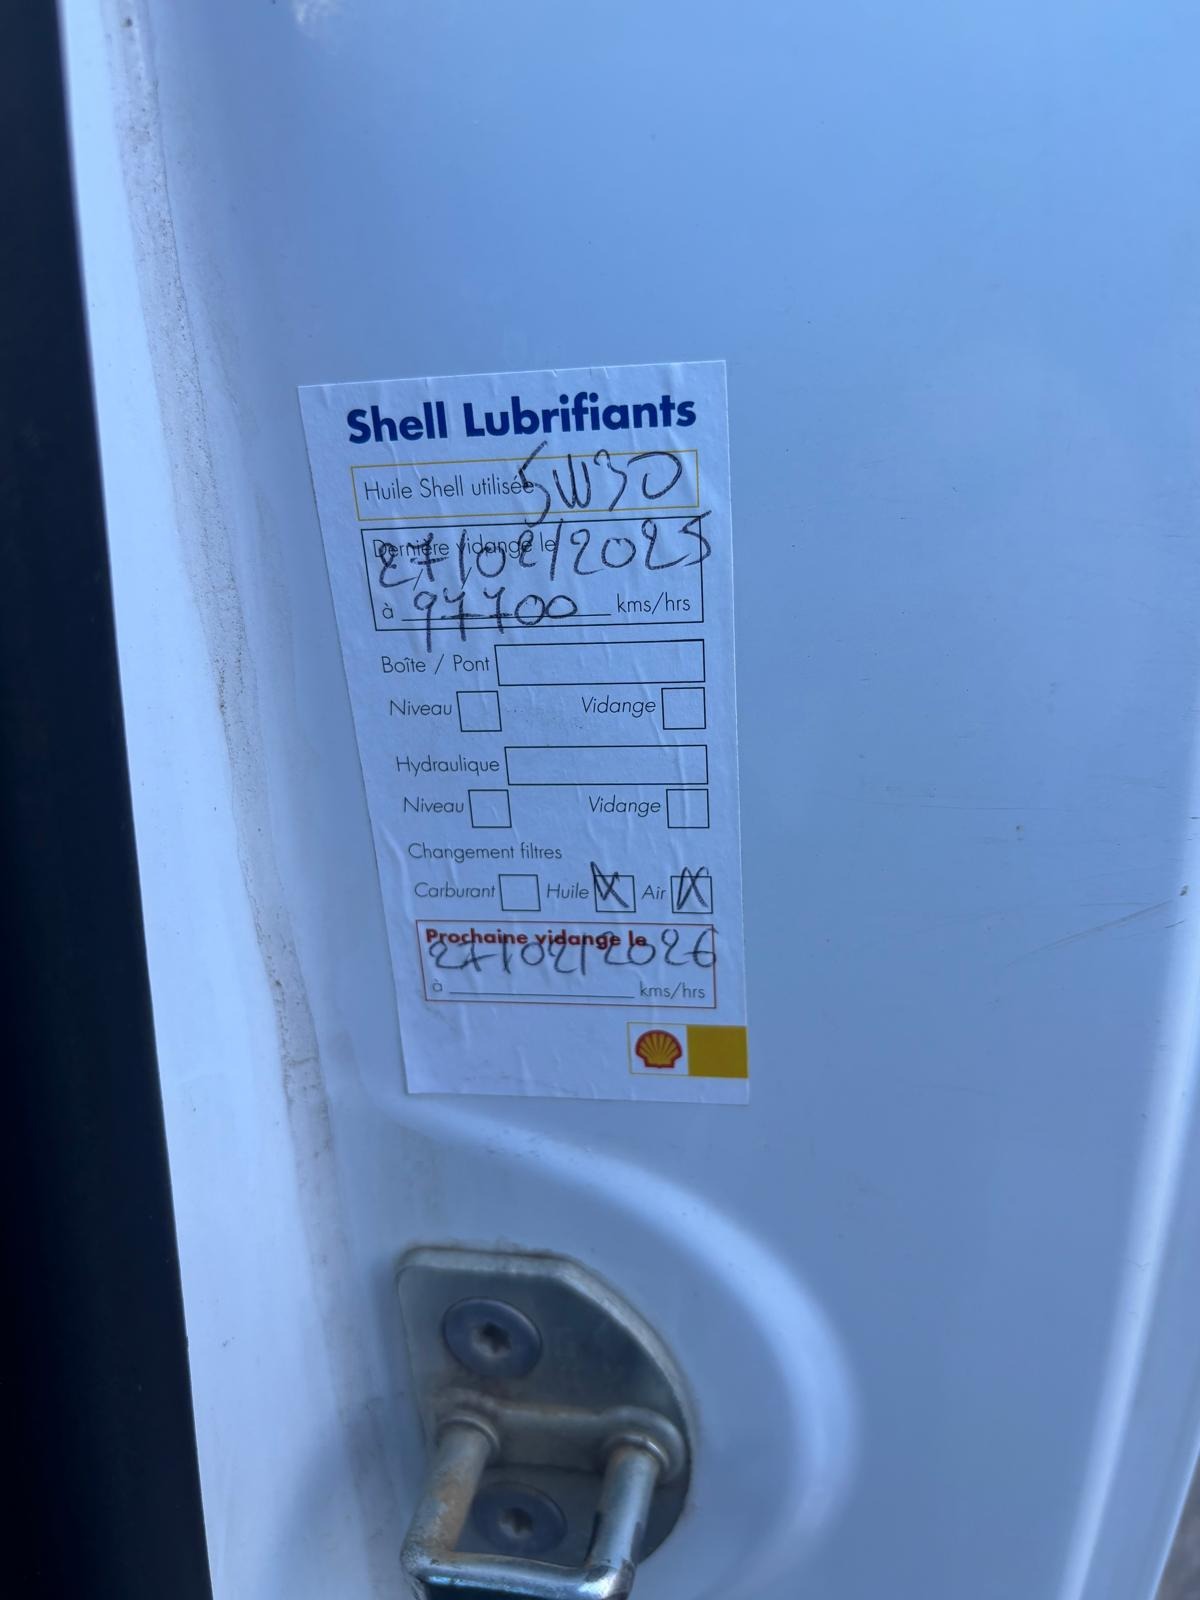 Shell Lubrifiants
Huile Shell utilisée 5W30
Dernière vidange le
27/02/2025
à 97700 kms/hrs
Boîte / Pont
Niveau Vidange
Hydraulique
Niveau Vidange
Changement filtres
Carburant Huile X Air X
Prochaine vidange le
27/02/2026
à kms/hrs